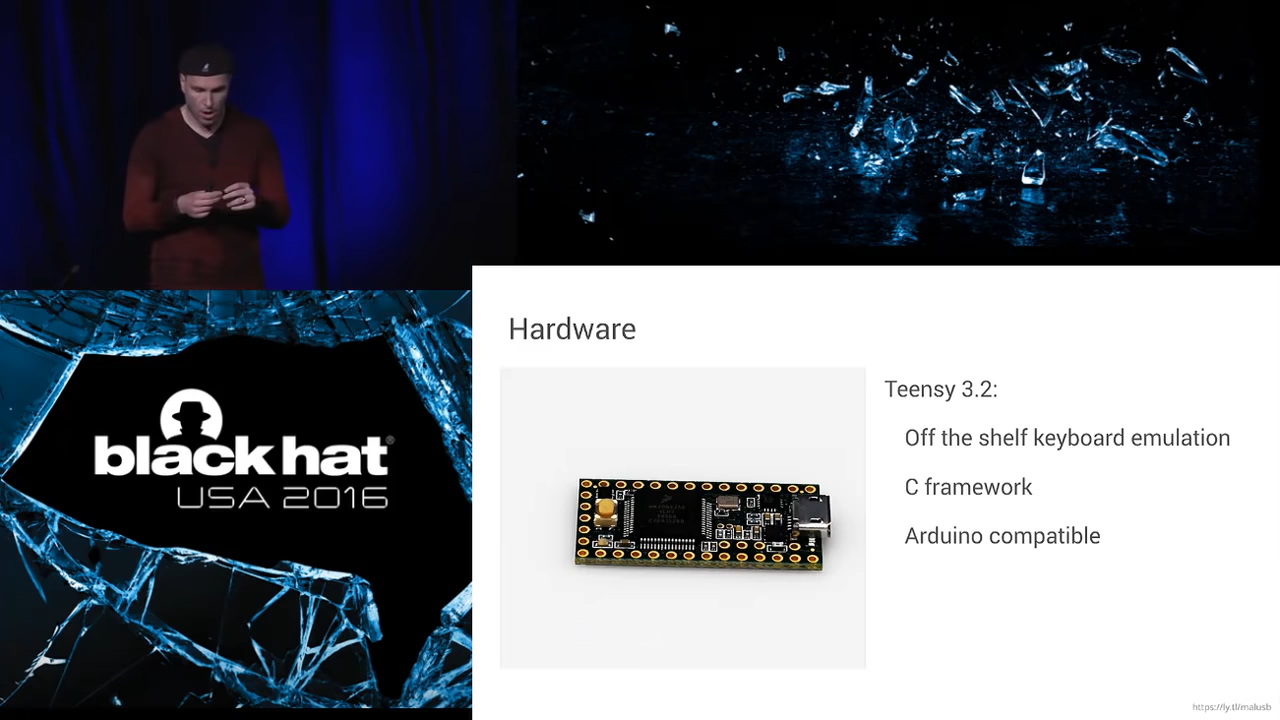 black hat®
USA 2016
Hardware
Teensy 3.2:
Off the shelf keyboard emulation
C framework
Arduino compatible
https://ly.tl/malusb